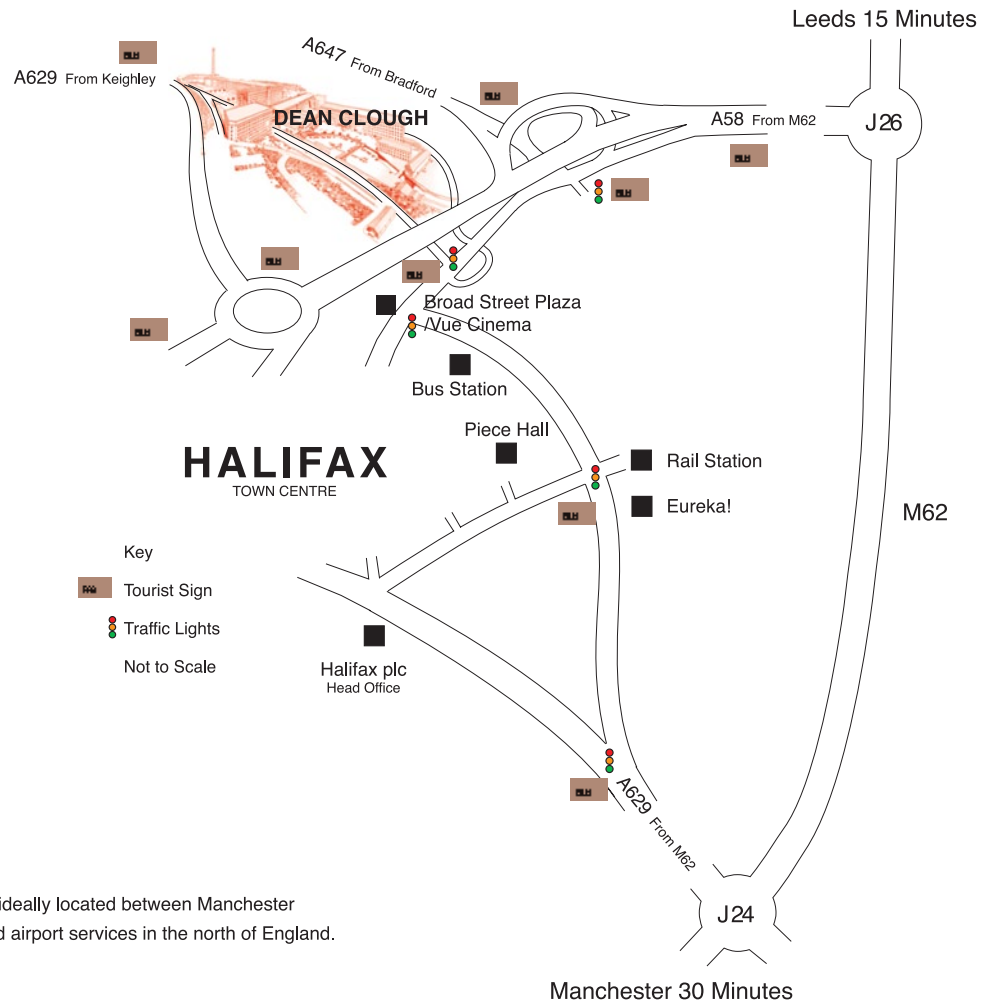 Leeds 15 Minutes
A647 From Bradford
A629 From Keighley
DEAN CLOUGH
A58 From M62
J26
Broad Street Plaza
/Vue Cinema
Bus Station
Piece Hall
HALIFAX
TOWN CENTRE
Rail Station
Eureka!
M62
Key
Tourist Sign
Traffic Lights
Not to Scale
Halifax plc
Head Office
A629 From M62
J24
ideally located between Manchester
d airport services in the north of England.
Manchester 30 Minutes